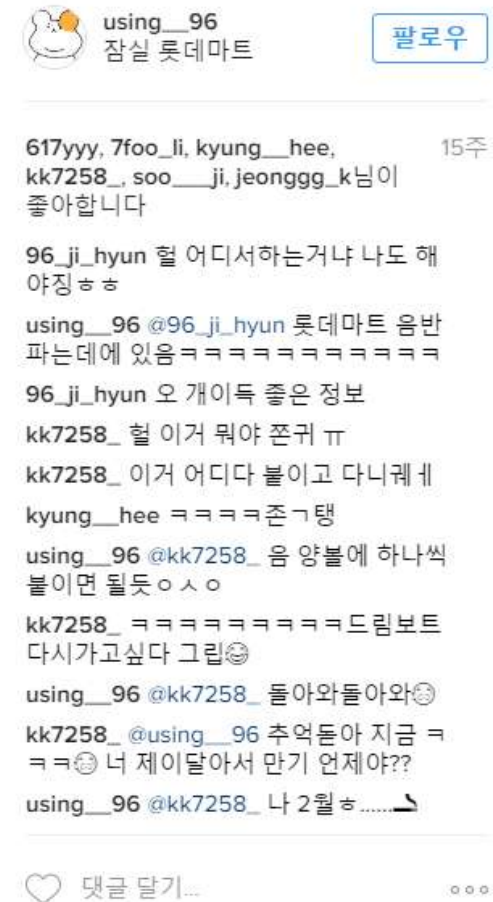 using__96
잠실 롯데마트
팔로우
617yyy, 7foo_li, kyung__hee,
15주
kk7258_, soo___ji, jeonggg_k님이
좋아합니다
96_ji_hyun 헐 어디서하는거냐 나도 해
야징ㅎㅎ
using__96 @96_ji_hyun 롯데마트 음반
파는데에 있음ㅋㅋㅋㅋㅋㅋㅋㅋㅋㅋㅋ
96_ji_hyun 오 개이득 좋은 정보
kk7258_ 헐 이거 뭐야 쫀귀 ㅠ
kk7258_ 이거 어디다 붙이고 다니궤ㅔ
kyung__hee ㅋㅋㅋㅋ존ㄱ탱
using__96 @kk7258_ 음 양볼에 하나씩
붙이면 될듯ㅇㅅㅇ
kk7258_ ㅋㅋㅋㅋㅋㅋㅋㅋㅋ드림보트
다시가고싶다 그립😂
using__96 @kk7258_ 돌아와돌아와😂
kk7258_ @using__96 추억돋아 지금 ㅋ
ㅋㅋ😂 너 제이달아서 만기 언제야??
using__96 @kk7258_ 나 2월ㅎ......
댓글 달기...